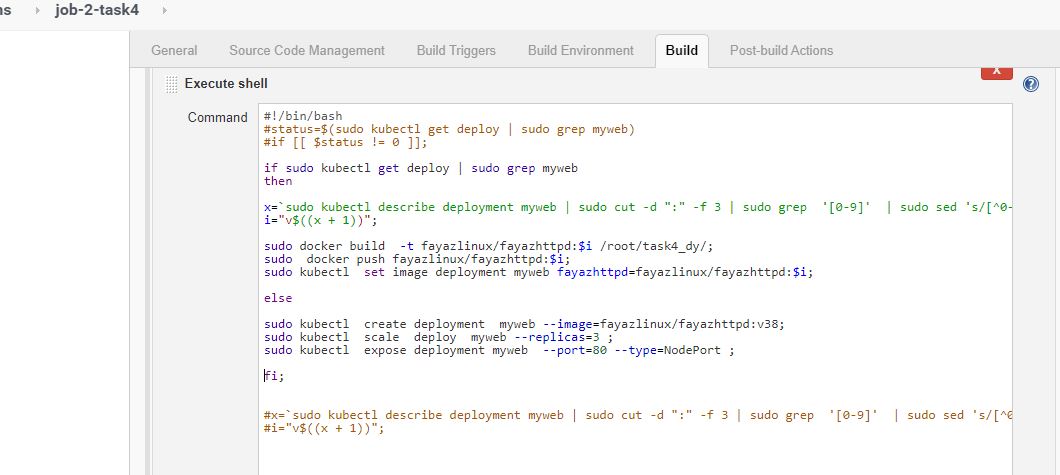 ns › job-2-task4 ›
General Source Code Management Build Triggers Build Environment Build Post-build Actions
Execute shell X
Command
#!/bin/bash
#status=$(sudo kubectl get deploy | sudo grep myweb)
#if [[ $status != 0 ]];
if sudo kubectl get deploy | sudo grep myweb
then
x=`sudo kubectl describe deployment myweb | sudo cut -d ":" -f 3 | sudo grep  '[0-9]'  | sudo sed 's/[^0-
i="v$((x + 1))";
sudo docker build  -t fayazlinux/fayazhttpd:$i /root/task4_dy/;
sudo  docker push fayazlinux/fayazhttpd:$i;
sudo kubectl  set image deployment myweb fayazhttpd=fayazlinux/fayazhttpd:$i;
else
sudo kubectl  create deployment  myweb --image=fayazlinux/fayazhttpd:v38;
sudo kubectl  scale  deploy  myweb --replicas=3 ;
sudo kubectl  expose deployment myweb  --port=80 --type=NodePort ;
fi;
#x=`sudo kubectl describe deployment myweb | sudo cut -d ":" -f 3 | sudo grep  '[0-9]'  | sudo sed 's/[^0
#i="v$((x + 1))";